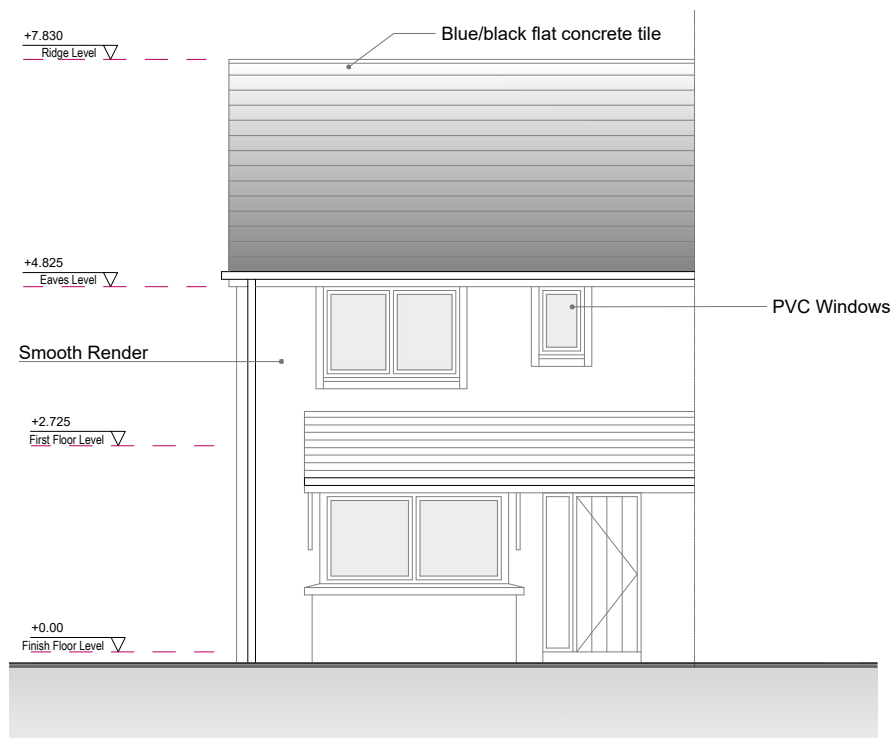 +7.830
Ridge Level
Blue/black flat concrete tile
+4.825
Eaves Level
PVC Windows
Smooth Render
+2.725
First Floor Level
+0.00
Finish Floor Level